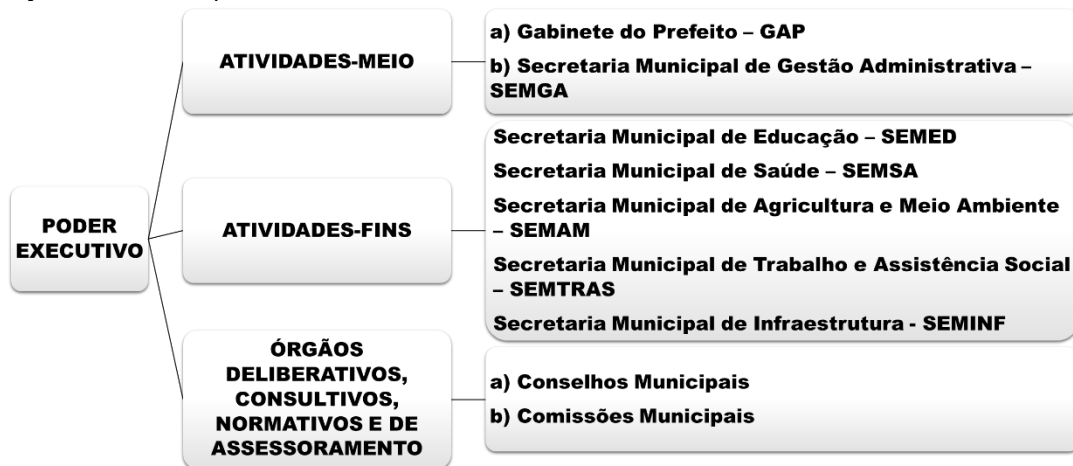 PODER
EXECUTIVO
ATIVIDADES-MEIO
a) Gabinete do Prefeito – GAP
b) Secretaria Municipal de Gestão Administrativa –
SEMGA
ATIVIDADES-FINS
Secretaria Municipal de Educação – SEMED
Secretaria Municipal de Saúde – SEMSA
Secretaria Municipal de Agricultura e Meio Ambiente
– SEMAM
Secretaria Municipal de Trabalho e Assistência Social
– SEMTRAS
Secretaria Municipal de Infraestrutura - SEMINF
ÓRGÃOS
DELIBERATIVOS,
CONSULTIVOS,
NORMATIVOS E DE
ASSESSORAMENTO
a) Conselhos Municipais
b) Comissões Municipais